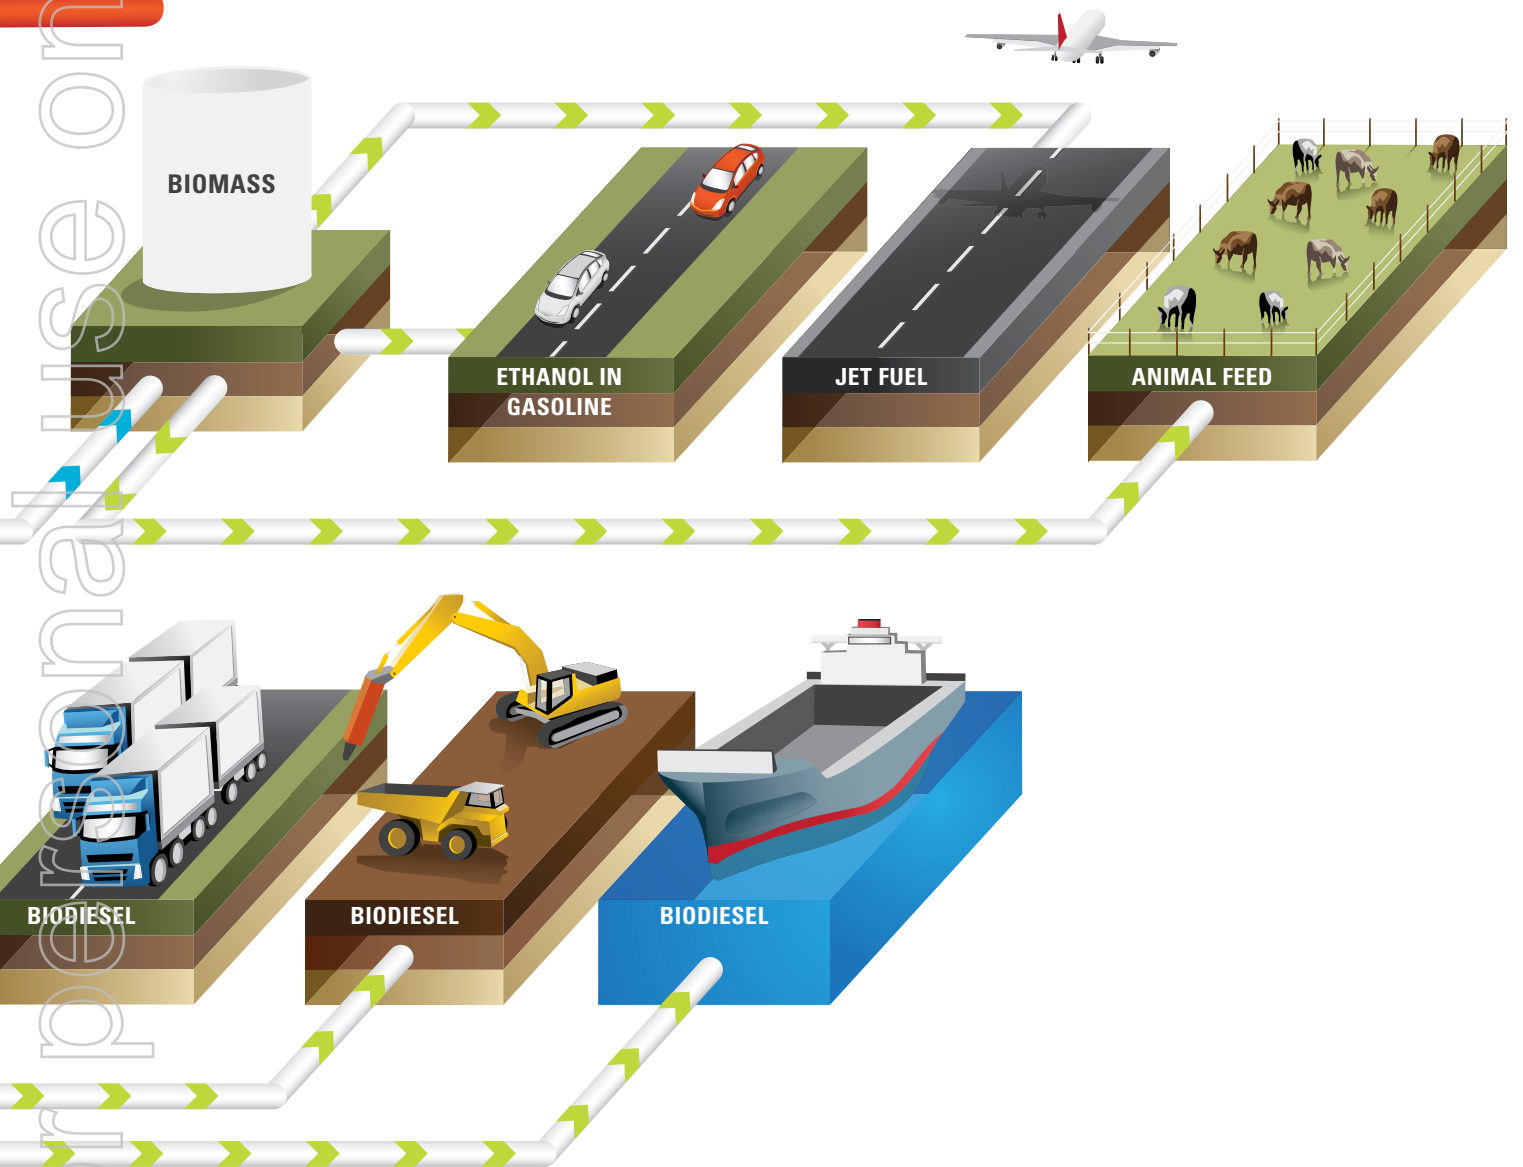 BIOMASS
ETHANOL IN
GASOLINE
JET FUEL
ANIMAL FEED
BIODIESEL
BIODIESEL
BIODIESEL
r personal use on